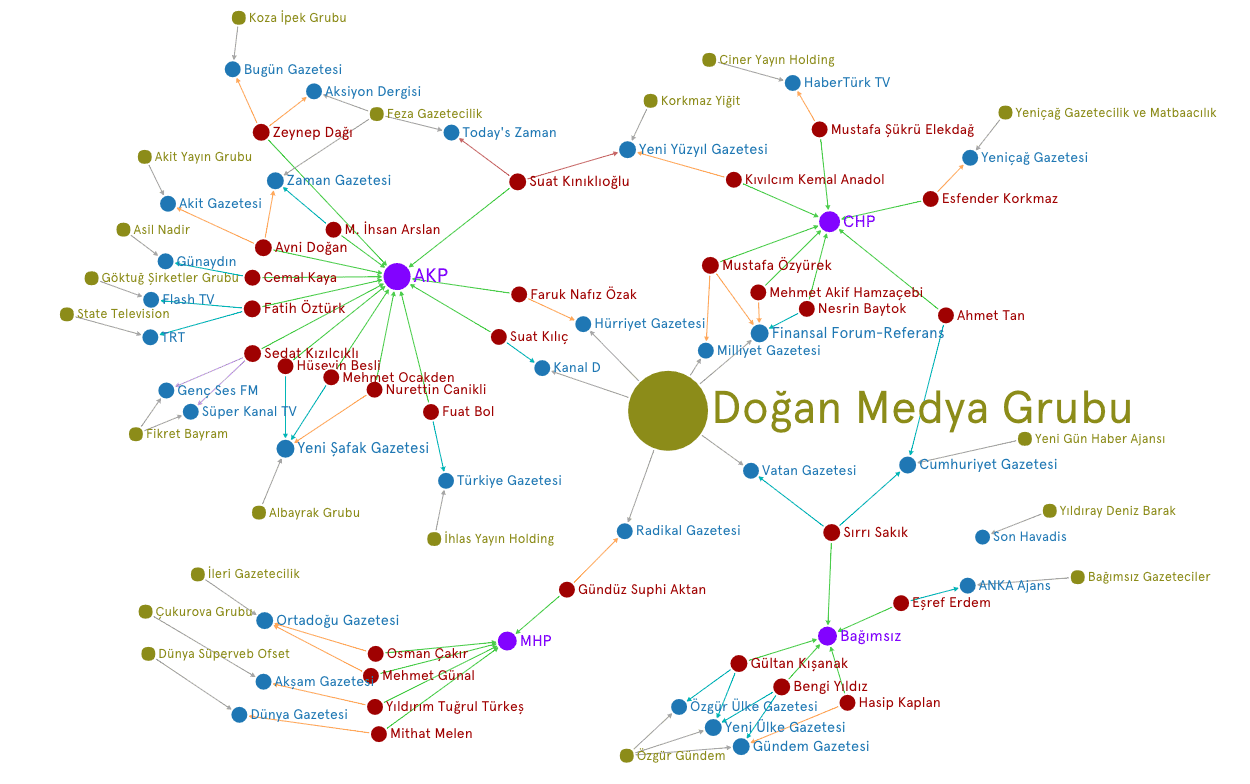 Koza İpek Grubu
Ciner Yayın Holding
Bugün Gazetesi
HaberTürk TV
Aksiyon Dergisi
Korkmaz Yiğit
Feza Gazetecilik
Yeniçağ Gazetecilik ve Matbaacılık
Zeynep Dağı
Today's Zaman
Mustafa Şükrü Elekdağ
Yeni Yüzyıl Gazetesi
Akit Yayın Grubu
Yeniçağ Gazetesi
Zaman Gazetesi
Suat Kınıklıoğlu
Kıvılcım Kemal Anadol
Akit Gazetesi
Esfender Korkmaz
CHP
Asil Nadir
M. İhsan Arslan
Avni Doğan
Günaydın
Mustafa Özyürek
AKP
Göktuğ Şirketler Grubu
Cemal Kaya
Mehmet Akif Hamzaçebi
Faruk Nafız Özak
Flash TV
Fatih Öztürk
Nesrin Baytok
State Television
Ahmet Tan
Hürriyet Gazetesi
Finansal Forum-Referans
TRT
Suat Kılıç
Milliyet Gazetesi
Sedat Kızılcıklı
Hüseyin Besli
Kanal D
Mehmet Ocakden
Genç Ses FM
Nurettin Canikli
Süper Kanal TV
Fuat Bol
Doğan Medya Grubu
Fikret Bayram
Yeni Gün Haber Ajansı
Yeni Şafak Gazetesi
Cumhuriyet Gazetesi
Vatan Gazetesi
Türkiye Gazetesi
Albayrak Grubu
Yıldıray Deniz Barak
Radikal Gazetesi
Sırrı Sakık
Son Havadis
İhlas Yayın Holding
İleri Gazetecilik
Bağımsız Gazeteciler
ANKA Ajans
Gündüz Suphi Aktan
Eşref Erdem
Çukurova Grubu
Ortadoğu Gazetesi
Bağımsız
MHP
Dünya Süperveb Ofset
Osman Çakır
Gültan Kışanak
Mehmet Günal
Akşam Gazetesi
Bengi Yıldız
Hasip Kaplan
Yıldırım Tuğrul Türkeş
Özgür Ülke Gazetesi
Dünya Gazetesi
Yeni Ülke Gazetesi
Mithat Melen
Gündem Gazetesi
Özgür Gündem